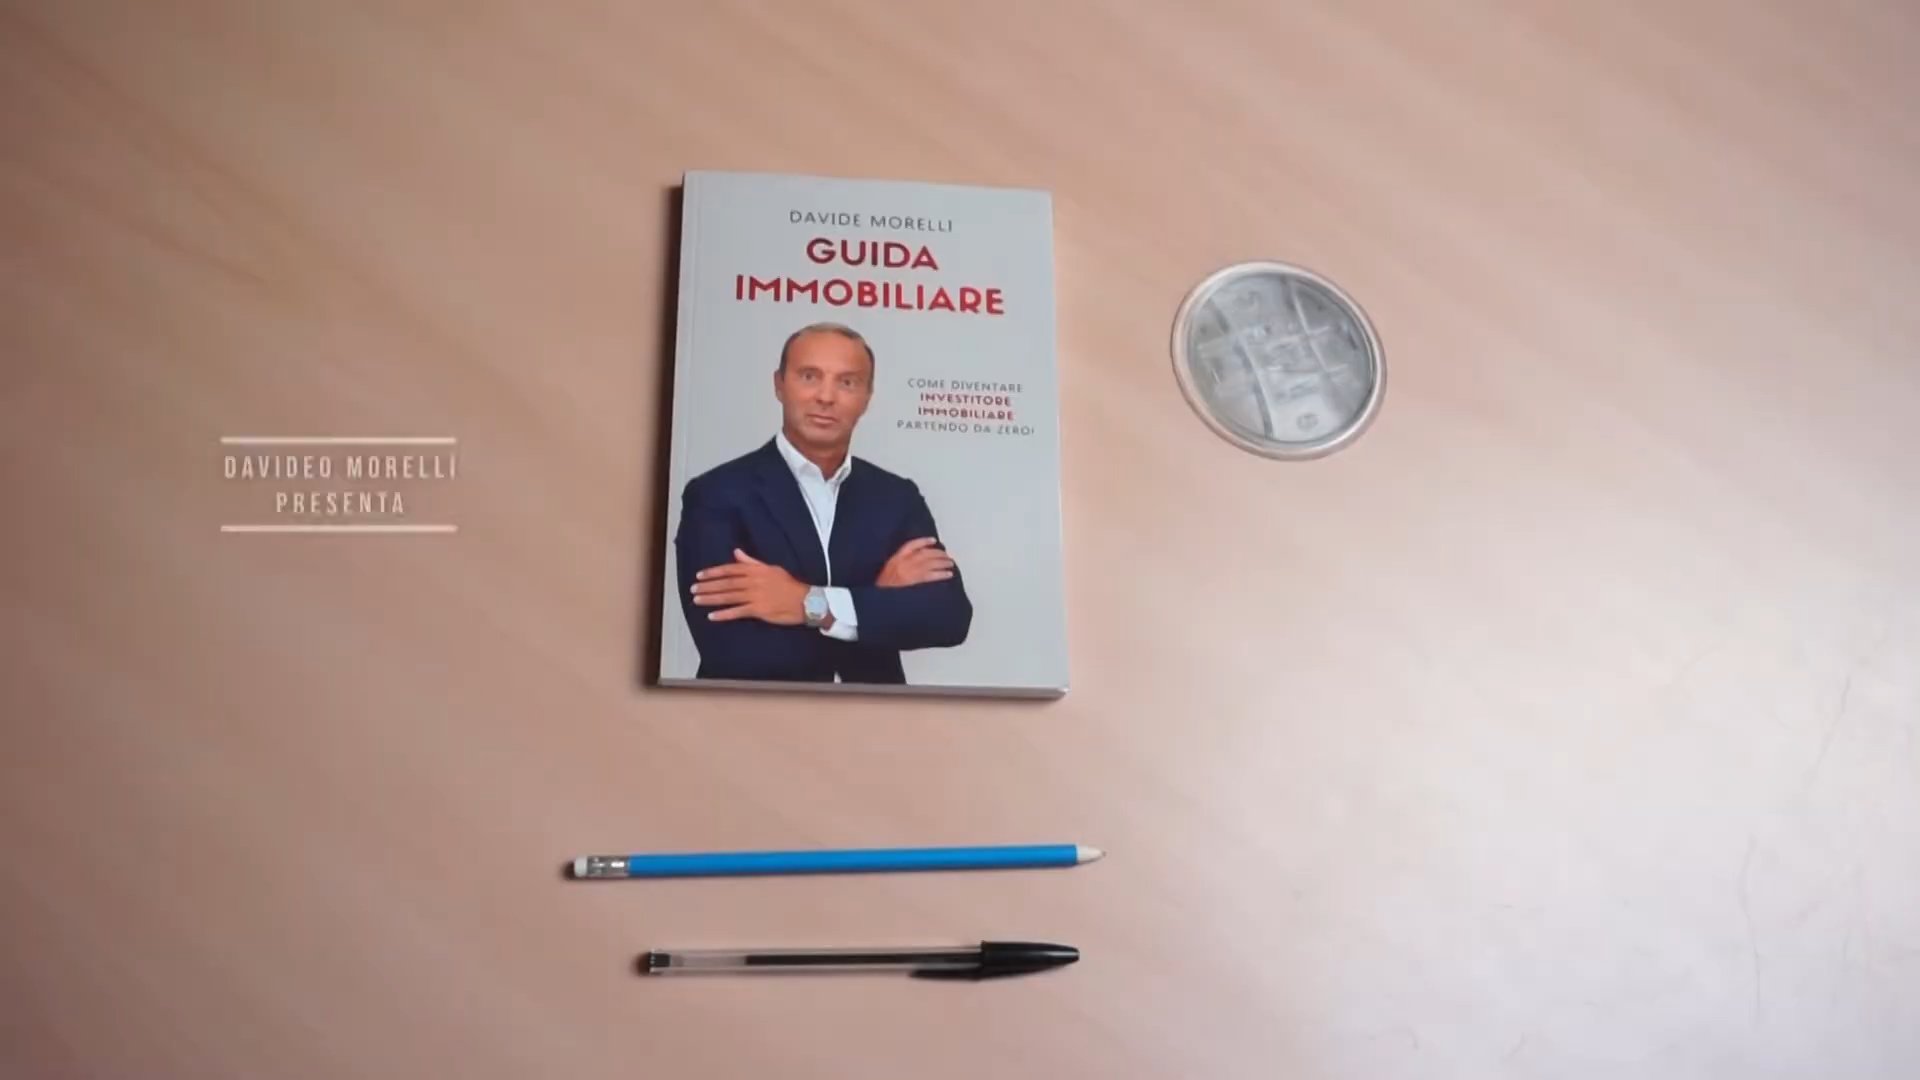 DAVIDEO MORELLI
PRESENTA
DAVIDE MORELLI
GUIDA
IMMOBILIARE
COME DIVENTARE
INVESTITORE
IMMOBILIARE
PARTENDO DA ZERO!